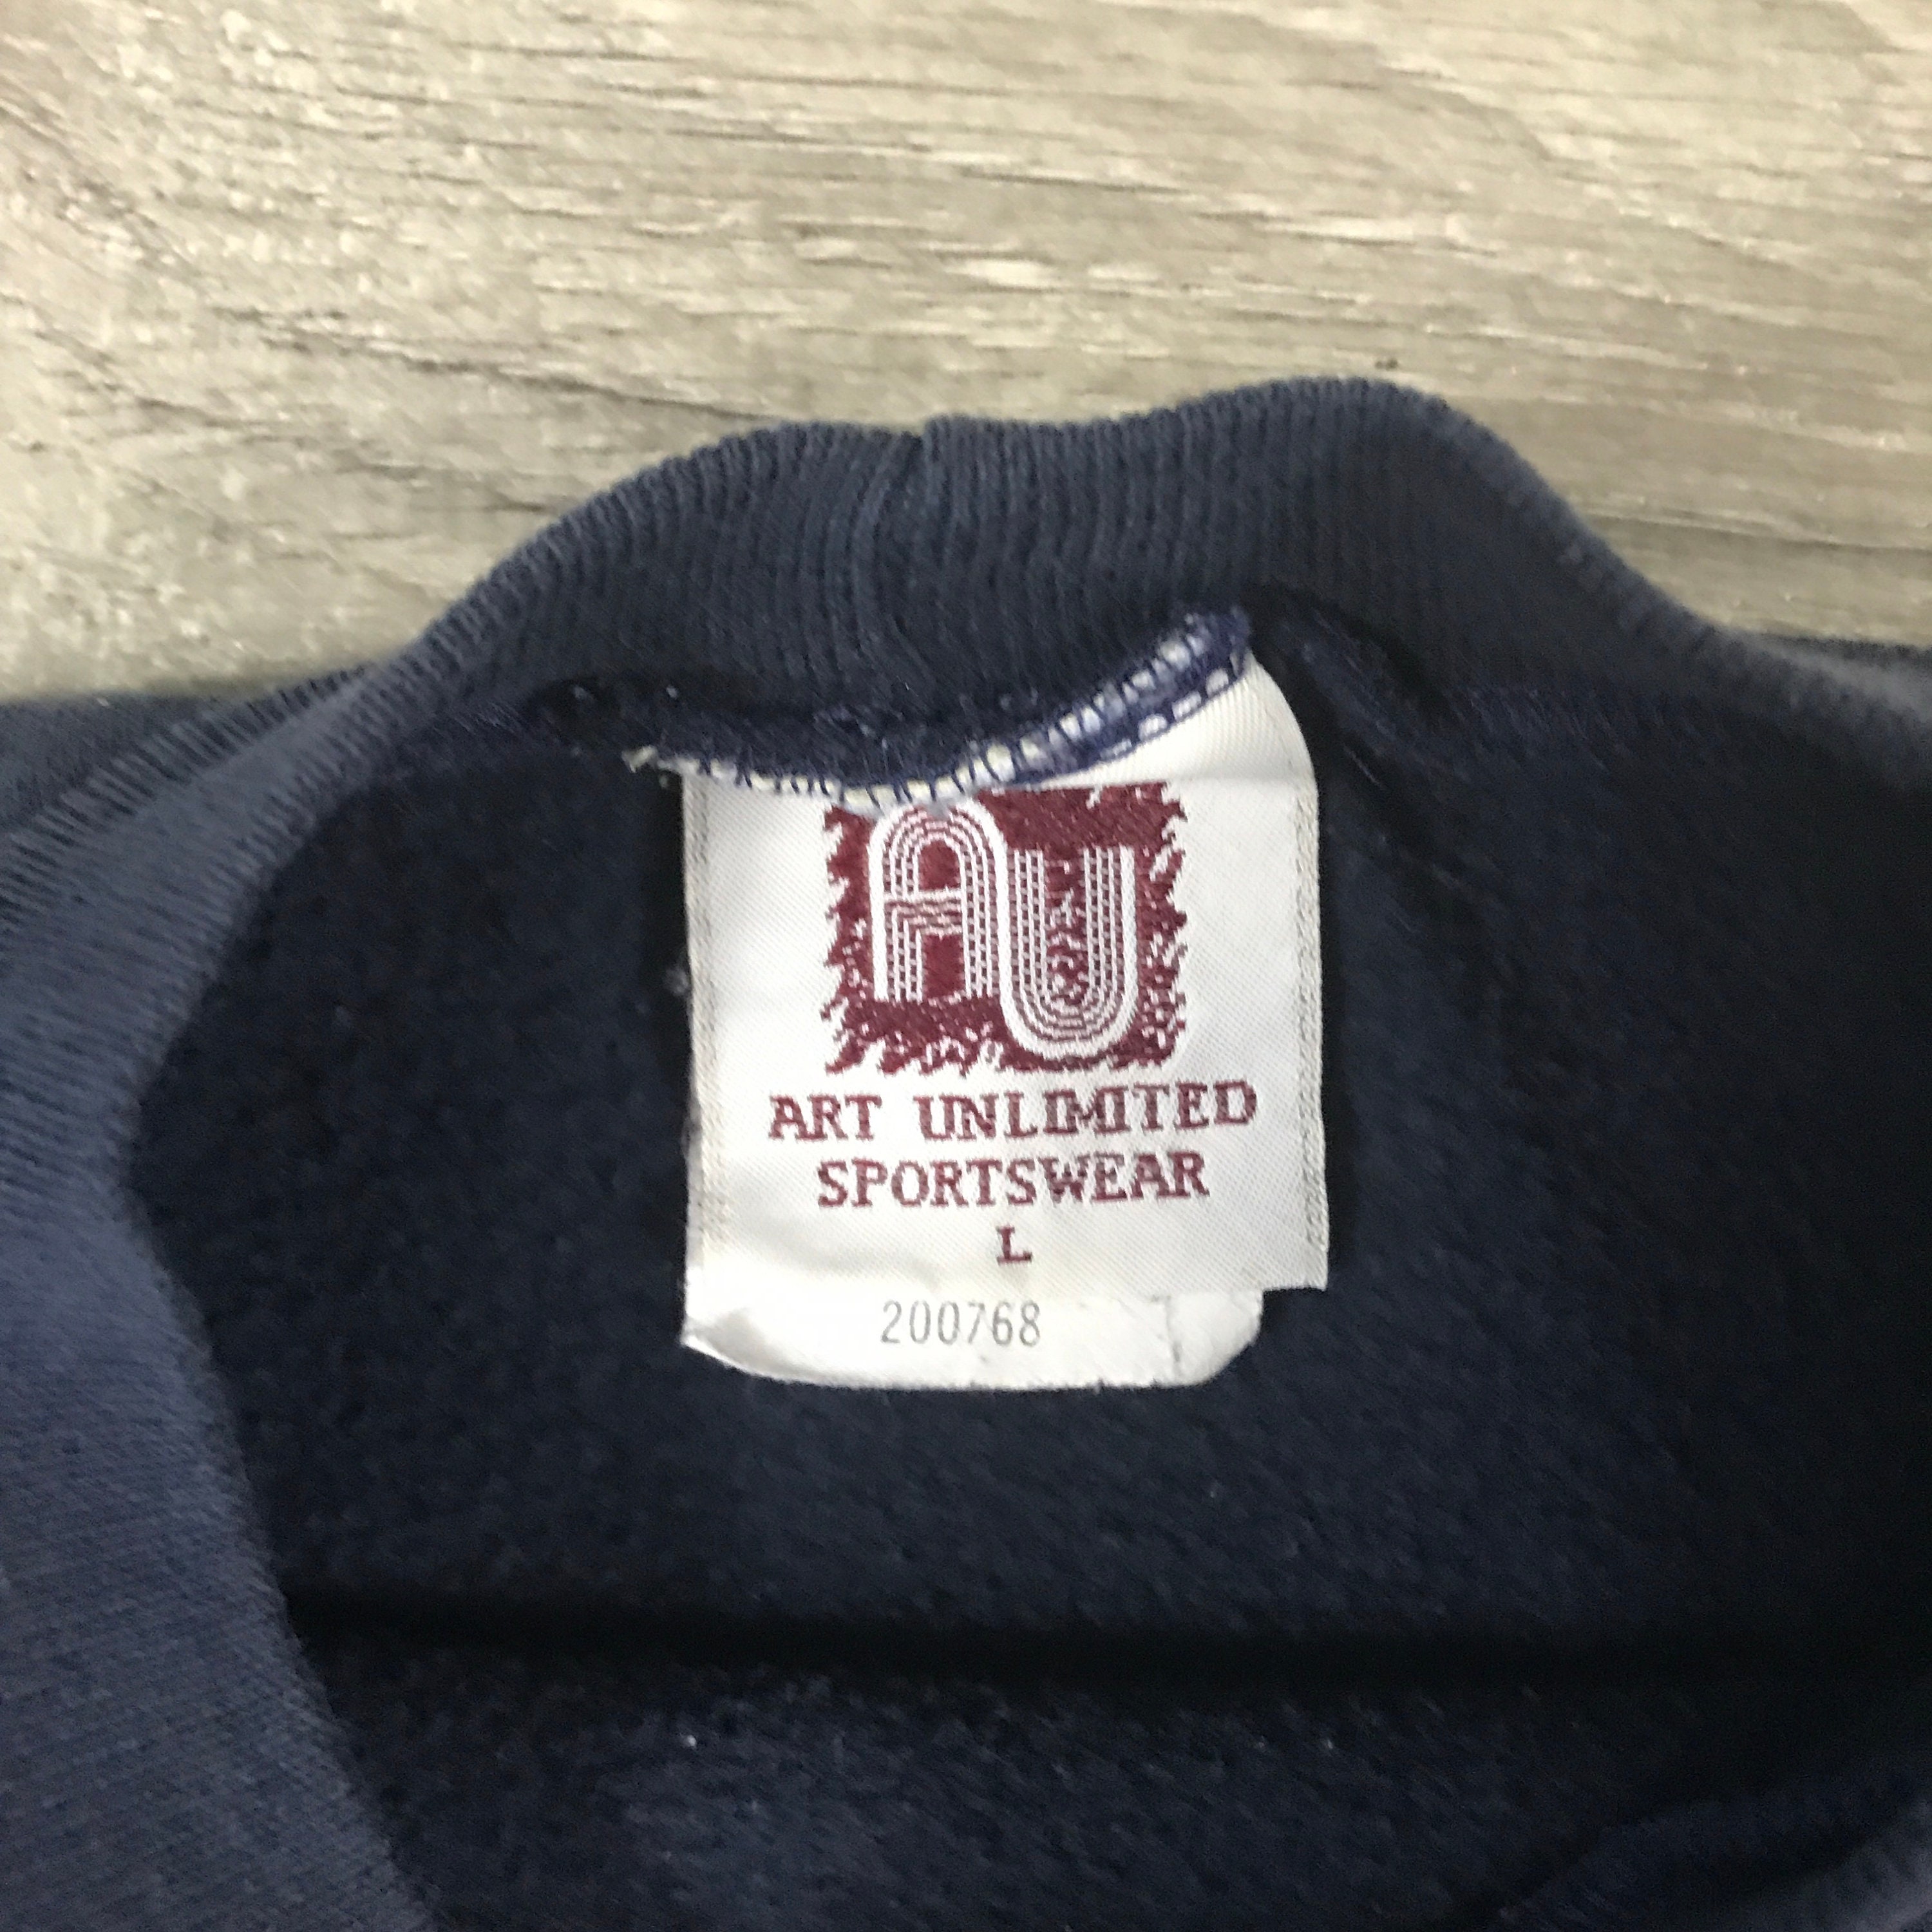 AU
ART UNLIMITED
SPORTSWEAR
L
200768